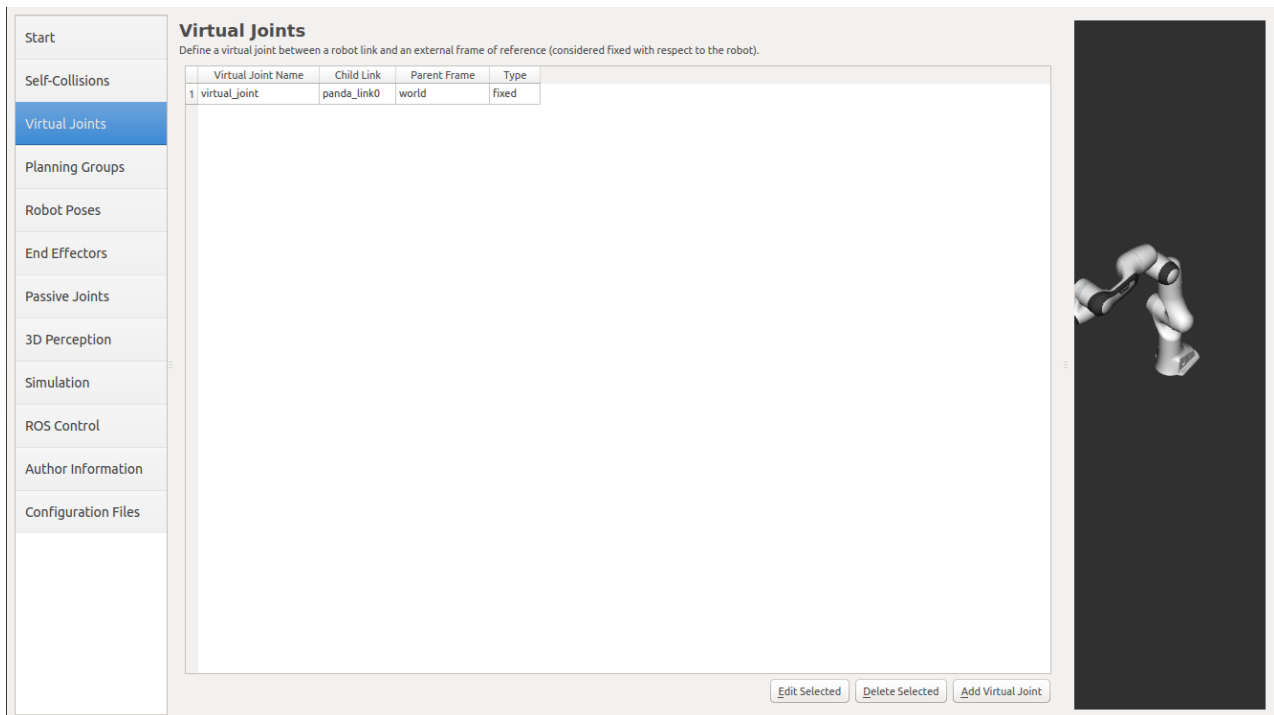 Start
Self-Collisions
Virtual Joints
Planning Groups
Robot Poses
End Effectors
Passive Joints
3D Perception
Simulation
ROS Control
Author Information
Configuration Files
Virtual Joints
Define a virtual joint between a robot link and an external frame of reference (considered fixed with respect to the robot).
Virtual Joint Name Child Link Parent Frame Type
1 virtual_joint panda_link0 world fixed
Edit Selected Delete Selected Add Virtual Joint